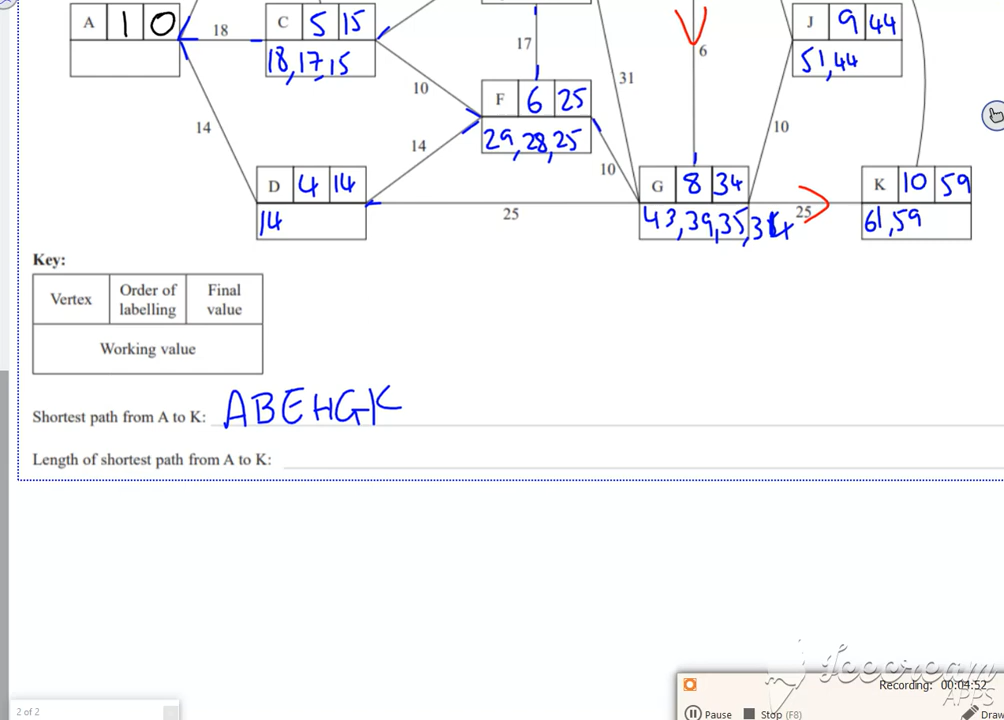 A 1 0
18
C 5 15
18,17,15
17
6
J 9 44
51,44
10
F 6 25
29,28,25
31
14
14
10
10
D 4 14
14
25
G 8 34
43,39,35,34
25
K 10 59
61,59
Key:
Vertex
Order of labelling
Final value
Working value
Shortest path from A to K: ABEHGK
Length of shortest path from A to K:
Icecream
APPS
Recording: 00:04:52
2 of 2
Pause Stop (F8) Draw